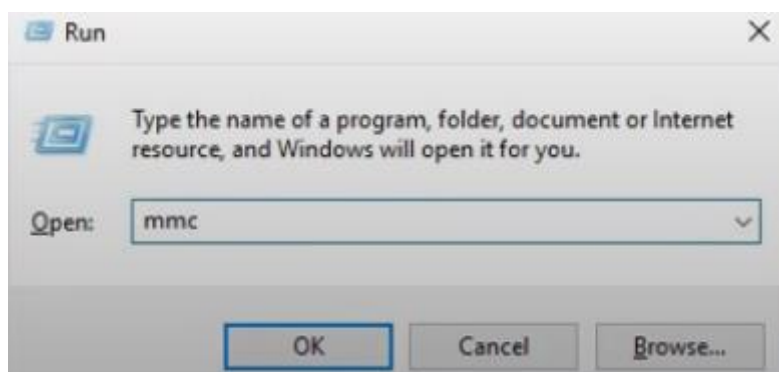 Run
Type the name of a program, folder, document or Internet
resource, and Windows will open it for you.
Open: mmc
OK Cancel Browse...